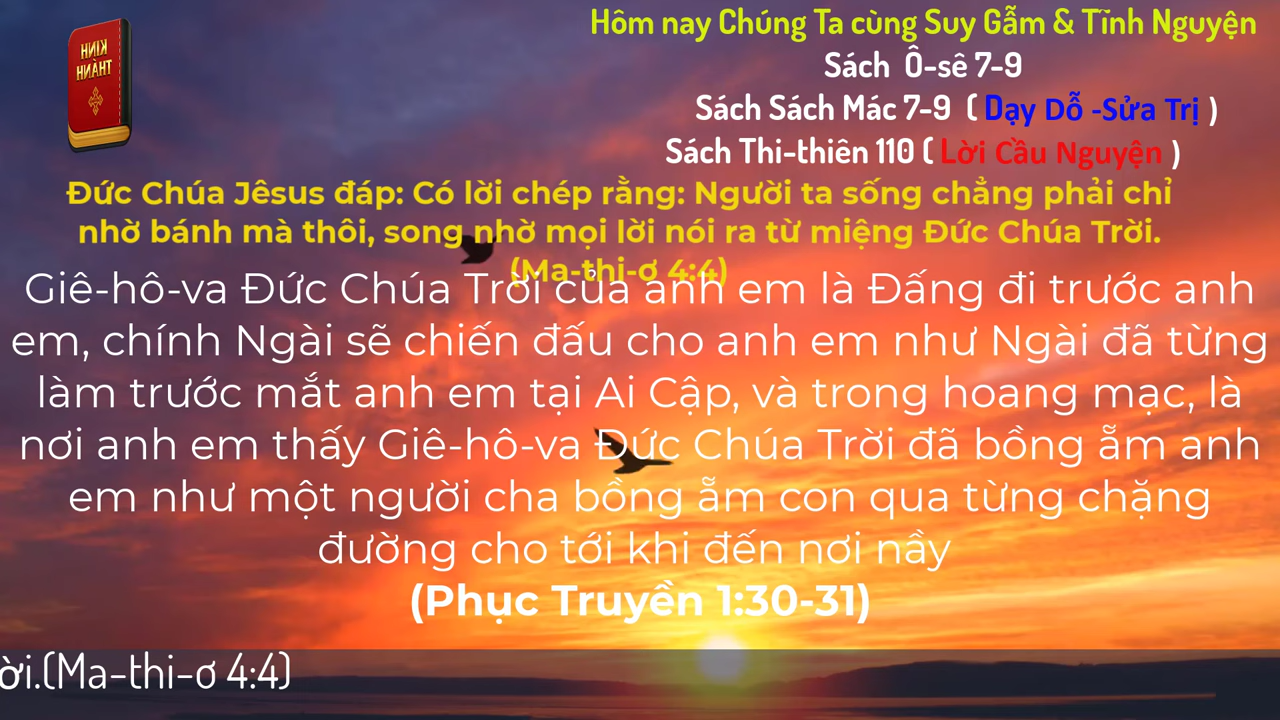 KINH
THÁNH
Hôm nay Chúng Ta cùng Suy Gẫm & Tĩnh Nguyện
Sách Ô-sê 7-9
Sách Sách Mác 7-9 ( Dạy Dỗ -Sửa Trị )
Sách Thi-thiên 110 ( Lời Cầu Nguyện )
Đức Chúa Jêsus đáp: Có lời chép rằng: Người ta sống chẳng phải chỉ
nhờ bánh mà thôi, song nhờ mọi lời nói ra từ miệng Đức Chúa Trời.
(Ma-thi-ơ 4:4)
Giê-hô-va Đức Chúa Trời của anh em là Đấng đi trước anh
em, chính Ngài sẽ chiến đấu cho anh em như Ngài đã từng
làm trước mắt anh em tại Ai Cập, và trong hoang mạc, là
nơi anh em thấy Giê-hô-va Đức Chúa Trời đã bồng ẵm anh
em như một người cha bồng ẵm con qua từng chặng
đường cho tới khi đến nơi nầy
(Phục Truyền 1:30-31)
ời.(Ma-thi-ơ 4:4)